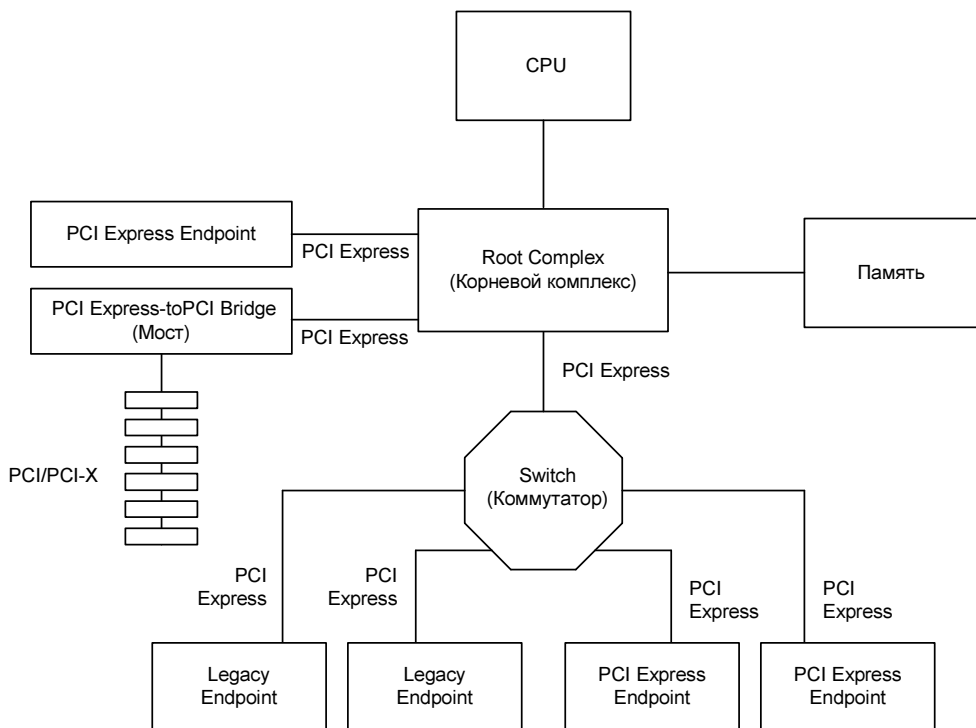 CPU
PCI Express Endpoint
PCI Express
Root Complex
(Корневой комплекс)
Память
PCI Express-toPCI Bridge
(Мост)
PCI Express
PCI Express
PCI/PCI-X
Switch
(Коммутатор)
PCI
Express
PCI
Express
PCI
Express
PCI
Express
Legacy
Endpoint
Legacy
Endpoint
PCI Express
Endpoint
PCI Express
Endpoint